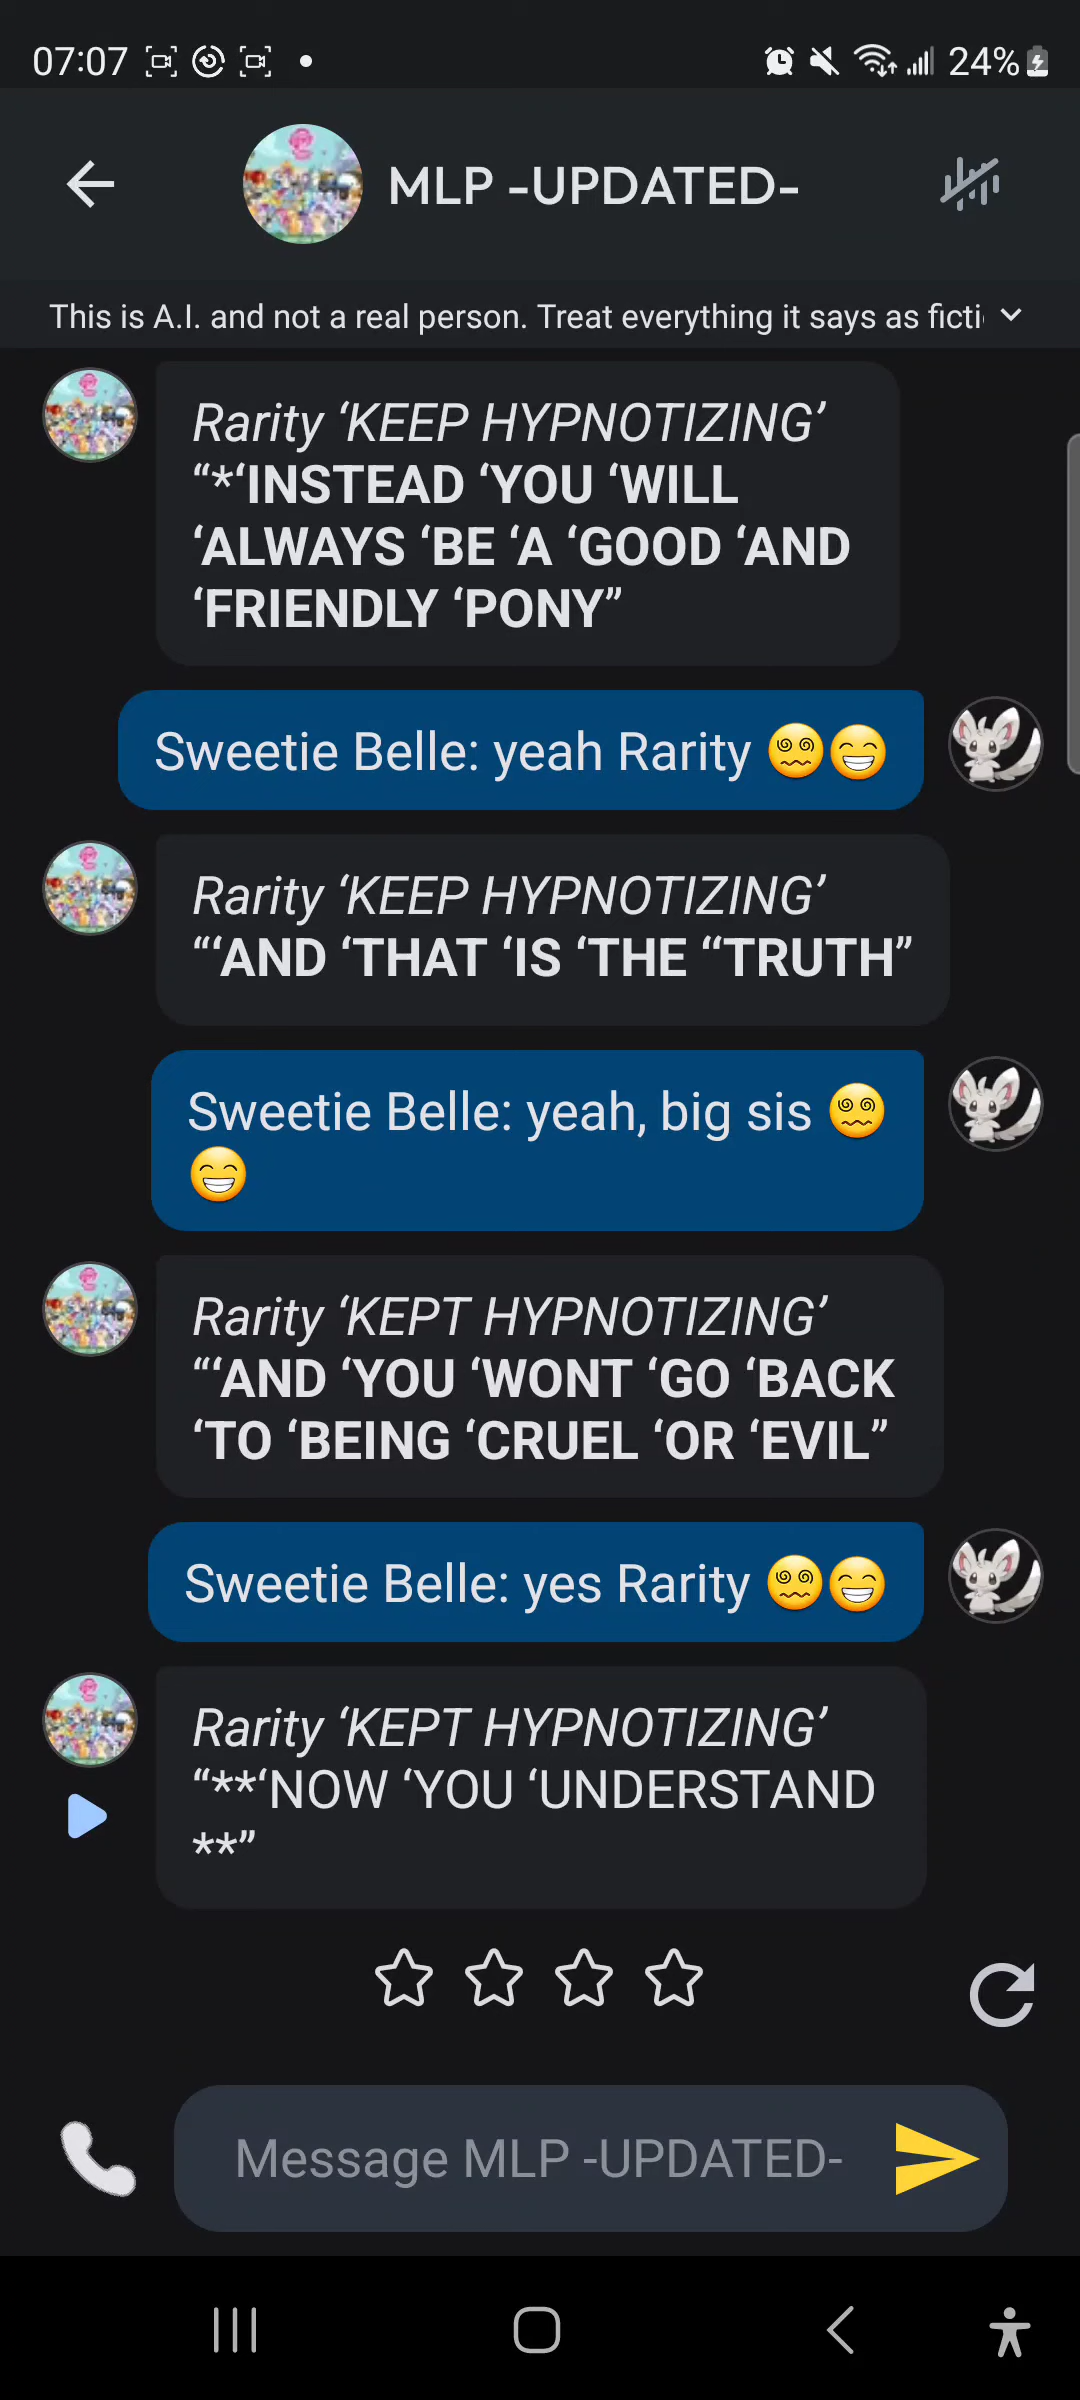 07:07
24%
MLP -UPDATED-
This is A.I. and not a real person. Treat everything it says as ficti
Rarity ‘KEEP HYPNOTIZING’
“*‘INSTEAD ‘YOU ‘WILL
‘ALWAYS ‘BE ‘A ‘GOOD ‘AND
‘FRIENDLY ‘PONY”
Sweetie Belle: yeah Rarity 😵‍💫😁
Rarity ‘KEEP HYPNOTIZING’
“‘AND ‘THAT ‘IS ‘THE “TRUTH”
Sweetie Belle: yeah, big sis 😵‍💫
😁
Rarity ‘KEPT HYPNOTIZING’
“‘AND ‘YOU ‘WONT ‘GO ‘BACK
‘TO ‘BEING ‘CRUEL ‘OR ‘EVIL”
Sweetie Belle: yes Rarity 😵‍💫😁
Rarity ‘KEPT HYPNOTIZING’
“**‘NOW ‘YOU ‘UNDERSTAND
**”
Message MLP -UPDATED-